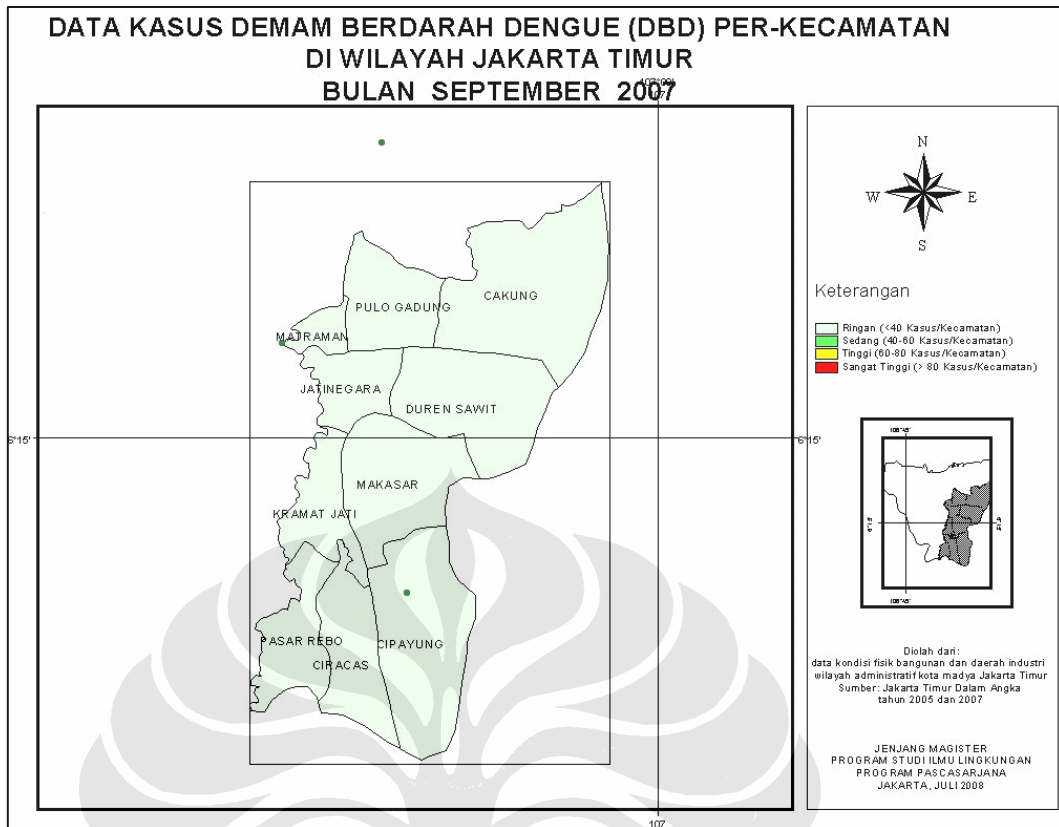 DATA KASUS DEMAM BERDARAH DENGUE (DBD) PER-KECAMATAN
DI WILAYAH JAKARTA TIMUR
BULAN SEPTEMBER 2007
107
N
W E
S
CAKUNG
PULO GADUNG
MATRAMAN
JATINEGARA
DUREN SAWIT
6°15'
6°15'
MAKASAR
KRAMAT JATI
PASAR REBO
CIRACAS
CIPAYUNG
107
Keterangan
Ringan (<40 Kasus/Kecamatan)
Sedang (40-60 Kasus/Kecamatan)
Tinggi (60-80 Kasus/Kecamatan)
Sangat Tinggi (> 80 Kasus/Kecamatan)
Diolah dari:
data kondisi fisik bangunan dan daerah industri
wilayah administratif kota madya Jakarta Timur
Sumber: Jakarta Timur Dalam Angka
tahun 2005 dan 2007
JENJANG MAGISTER
PROGRAM STUDI ILMU LINGKUNGAN
PROGRAM PASCASARJANA
JAKARTA, JULI 2008